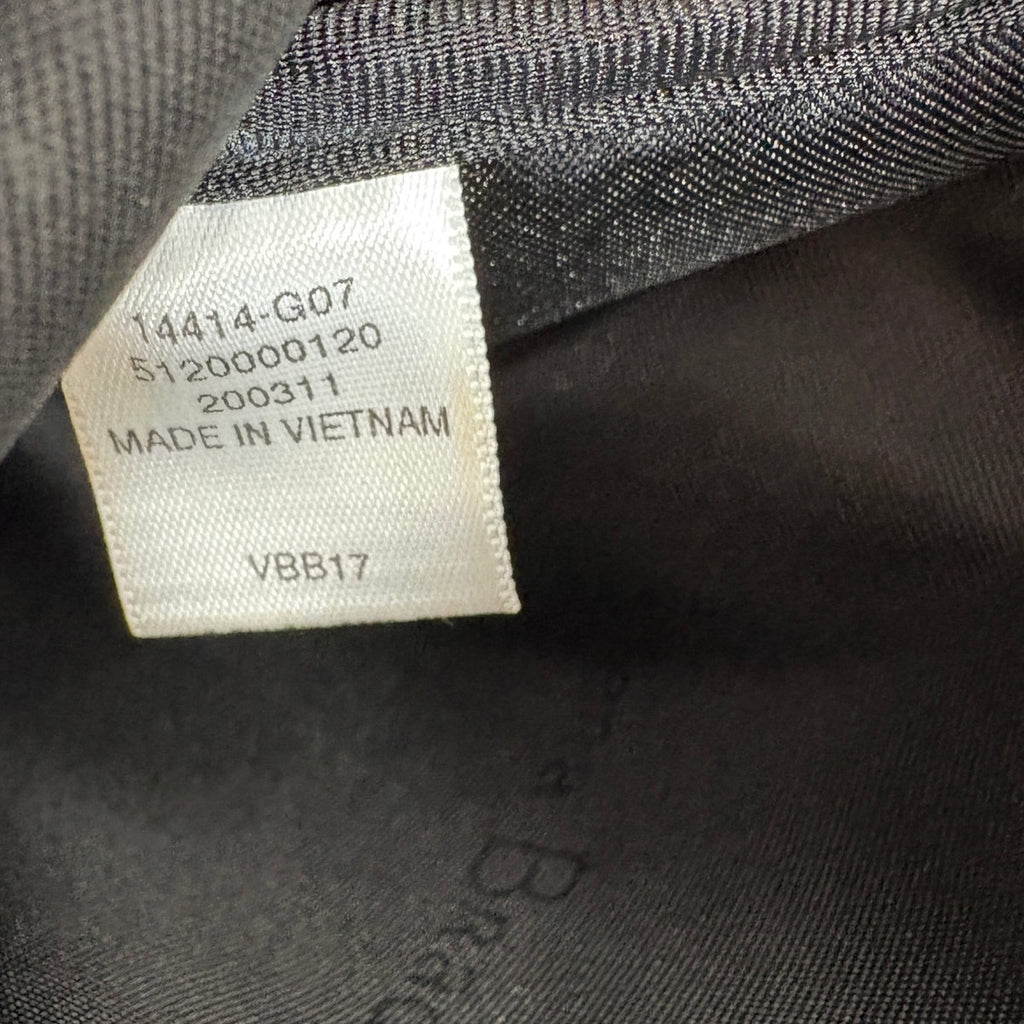 14414-G07
5120000120
200311
MADE IN VIETNAM
VBB17